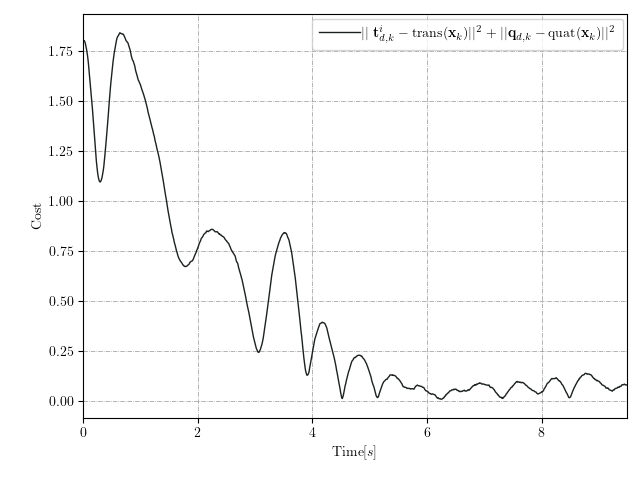 || t^i_{d,k} − trans(x_k)||^2 + ||q_{d,k} − quat(x_k)||^2
1.75
1.50
1.25
1.00
0.75
0.50
0.25
0.00
Cost
0 2 4 6 8
Time[s]